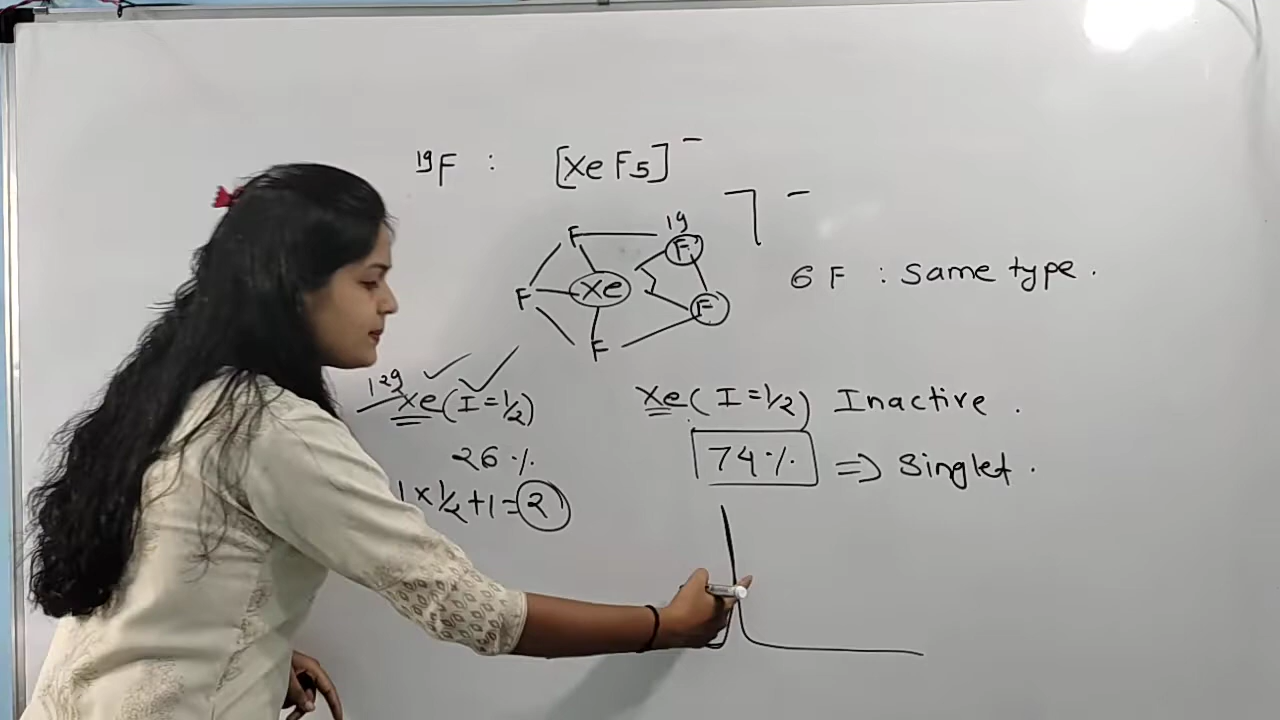 19F : [XeF5]⁻
⁻
F 19
F
F Xe
F
F
6 F : Same type .
129Xe ( I = 1/2 )
26 %
1 × 1/2 + 1 = 2
Xe ( I = 1/2 ) Inactive .
74 % ⇒ Singlet .